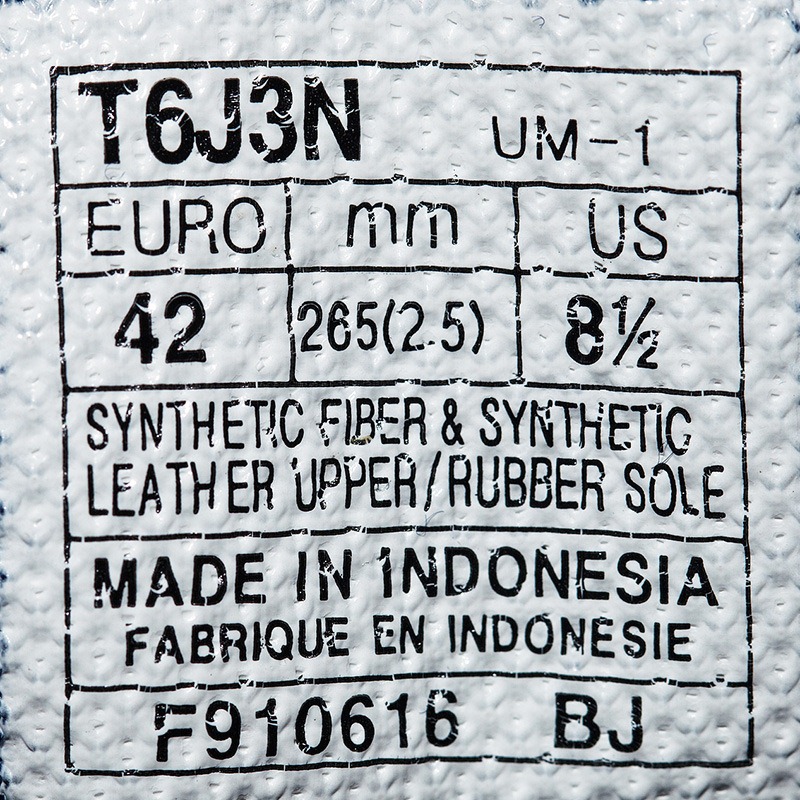 T6J3N UM-1
EURO mm US
42 265(2.5) 8½
SYNTHETIC FIBER & SYNTHETIC
LEATHER UPPER/RUBBER SOLE
MADE IN INDONESIA
FABRIQUE EN INDONESIE
F910616 BJ